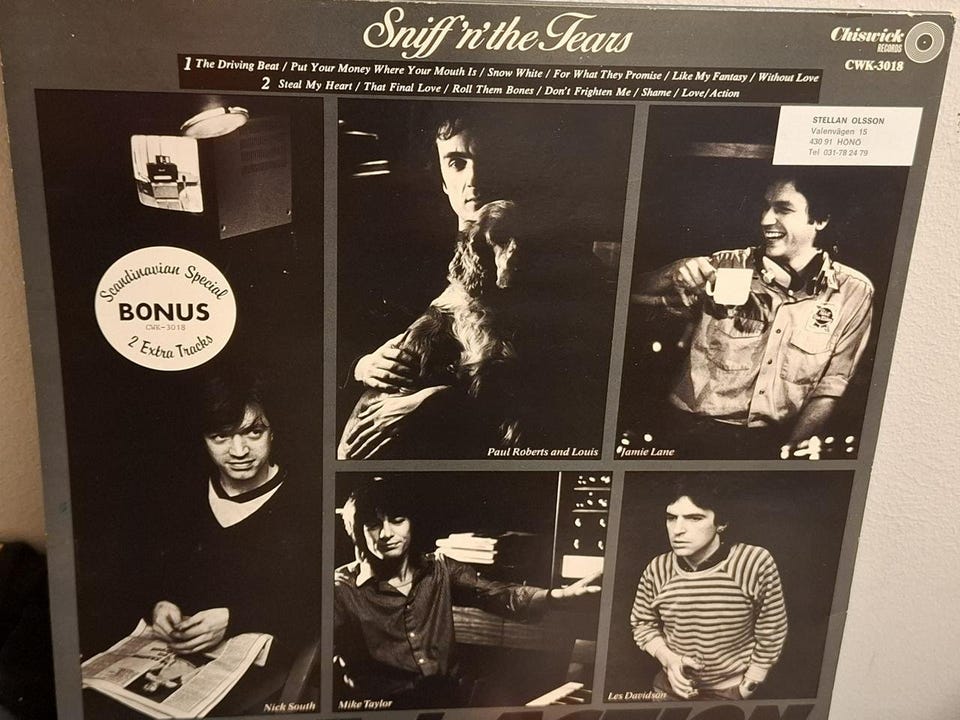 Sniff 'n' the Tears
Chiswick
RECORDS
CWK-3018
1 The Driving Beat / Put Your Money Where Your Mouth Is / Snow White / For What They Promise / Like My Fantasy / Without Love
2 Steal My Heart / That Final Love / Roll Them Bones / Don't Frighten Me / Shame / Love/Action
STELLAN OLSSON
Valenvägen 15
430 91 HÖNÖ
Tel 031-78 24 79
Scandinavian Special
BONUS
CWK-3018
2 Extra Tracks
Paul Roberts and Louis
Jamie Lane
Nick South
Mike Taylor
Les Davidson
ACTION